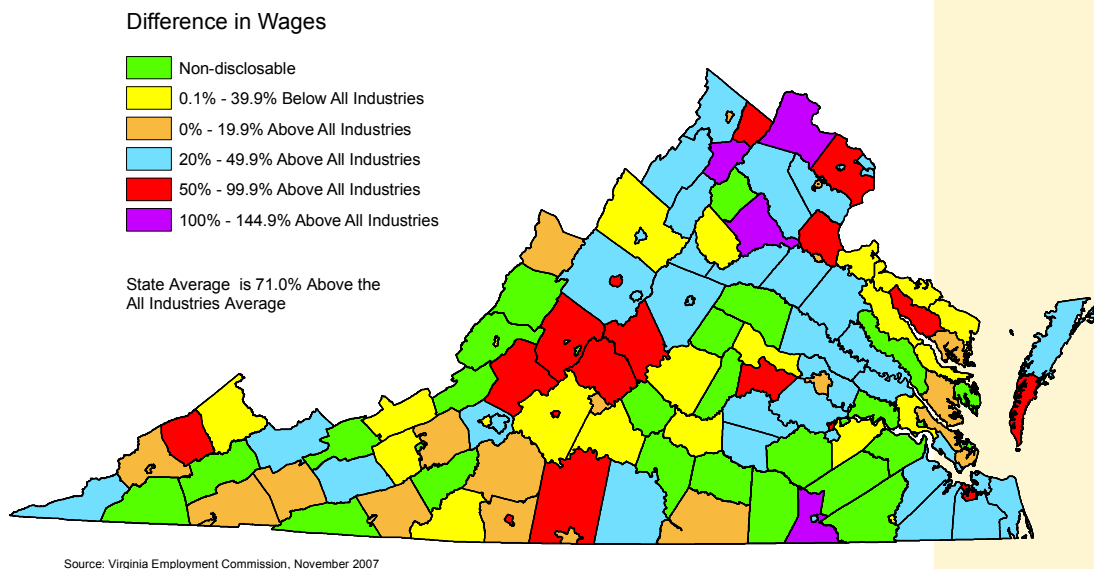 Difference in Wages
Non-disclosable
0.1% - 39.9% Below All Industries
0% - 19.9% Above All Industries
20% - 49.9% Above All Industries
50% - 99.9% Above All Industries
100% - 144.9% Above All Industries
State Average is 71.0% Above the
All Industries Average
Source: Virginia Employment Commission, November 2007